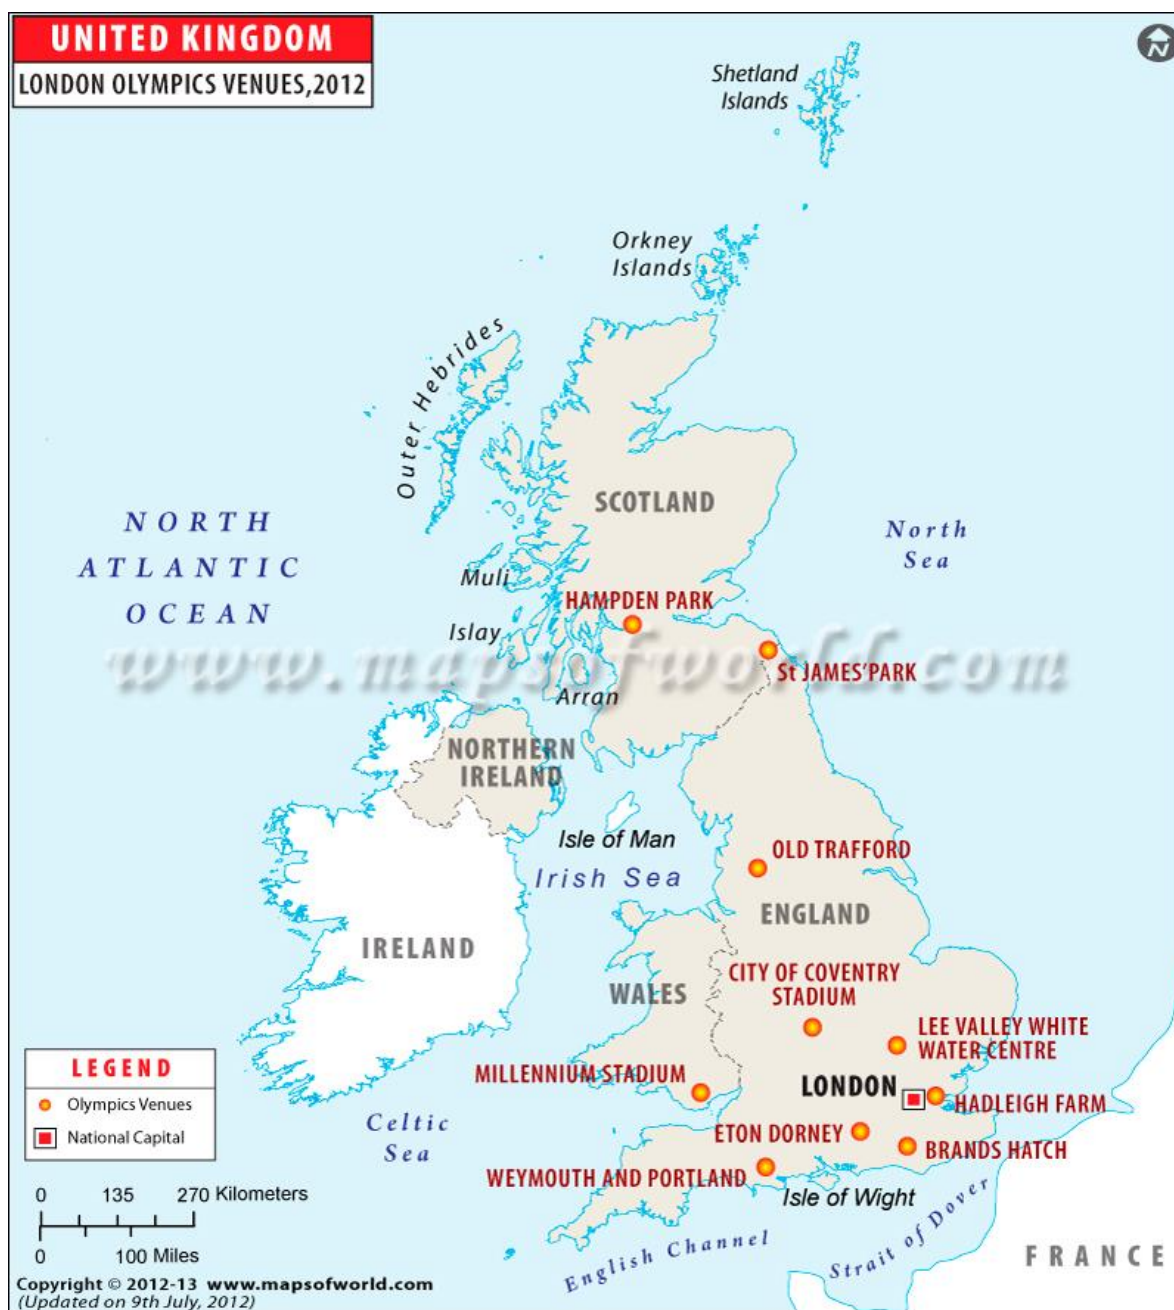 UNITED KINGDOM
LONDON OLYMPICS VENUES,2012
N
Shetland
Islands
Orkney
Islands
Outer Hebrides
SCOTLAND
NORTH
ATLANTIC
OCEAN
North
Sea
Muli
HAMPDEN PARK
Islay
www.mapsofworld.com
St JAMES'PARK
Arran
NORTHERN
IRELAND
Isle of Man
OLD TRAFFORD
Irish Sea
ENGLAND
IRELAND
CITY OF COVENTRY
STADIUM
WALES
LEE VALLEY WHITE
WATER CENTRE
MILLENNIUM STADIUM
LONDON
HADLEIGH FARM
Celtic
Sea
ETON DORNEY
BRANDS HATCH
WEYMOUTH AND PORTLAND
Isle of Wight
English Channel
Strait of Dover
FRANCE
LEGEND
Olympics Venues
National Capital
0 135 270 Kilometers
0 100 Miles
Copyright © 2012-13 www.mapsofworld.com
(Updated on 9th July, 2012)